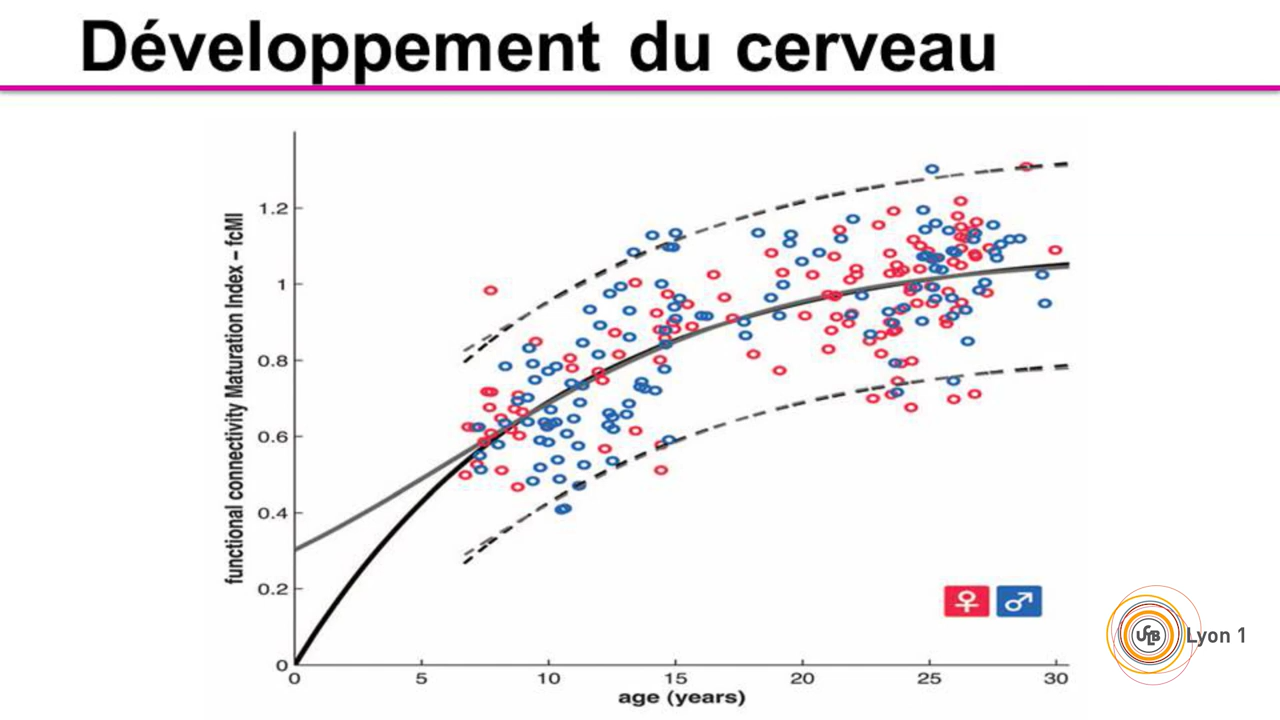 Développement du cerveau
functional connectivity Maturation Index – fcMI
1.2
1
0.8
0.6
0.4
0.2
0
0 5 10 15 20 25 30
age (years)
♀ ♂
UCLB Lyon 1